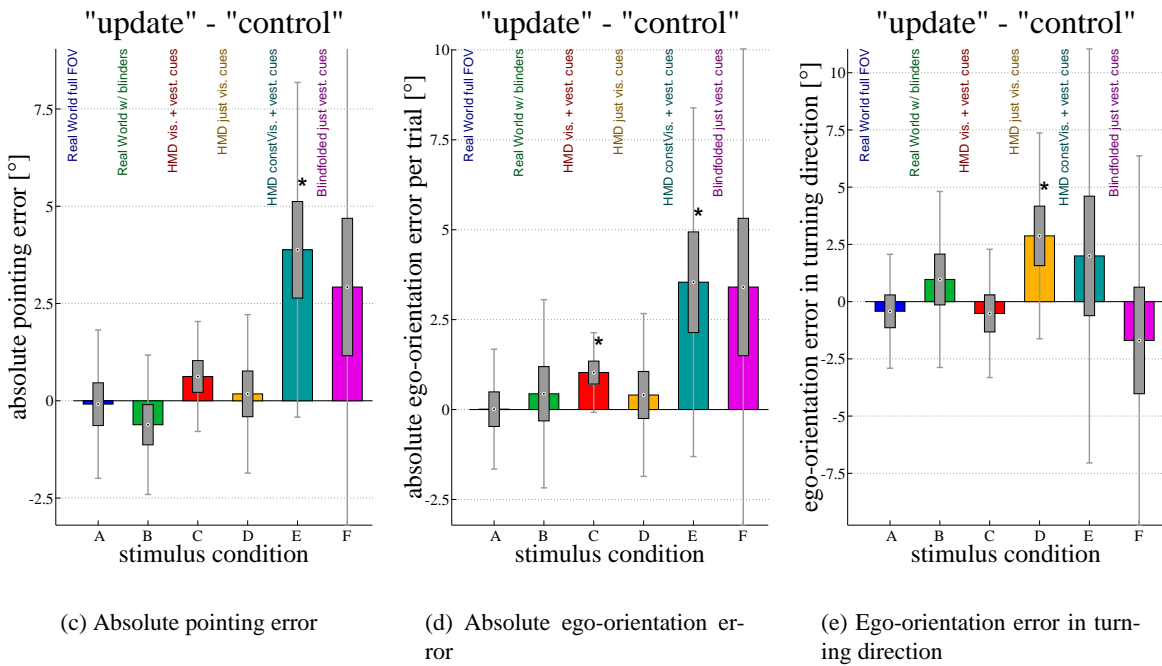 "update" - "control"
absolute pointing error [°]
7.5
5
2.5
0
-2.5
Real World full FOV
Real World w/ blinders
HMD vis. + vest. cues
HMD just vis. cues
HMD constVis. + vest. cues
Blindfolded just vest. cues
*
A B C D E F
stimulus condition
(c) Absolute pointing error
"update" - "control"
absolute ego-orientation error per trial [°]
10
7.5
5
2.5
0
-2.5
Real World full FOV
Real World w/ blinders
HMD vis. + vest. cues
HMD just vis. cues
HMD constVis. + vest. cues
Blindfolded just vest. cues
*
*
A B C D E F
stimulus condition
(d) Absolute ego-orientation er-
ror
"update" - "control"
ego-orientation error in turning direction [°]
10
7.5
5
2.5
0
-2.5
-5
-7.5
Real World full FOV
Real World w/ blinders
HMD vis. + vest. cues
HMD just vis. cues
HMD constVis. + vest. cues
Blindfolded just vest. cues
*
A B C D E F
stimulus condition
(e) Ego-orientation error in turn-
ing direction